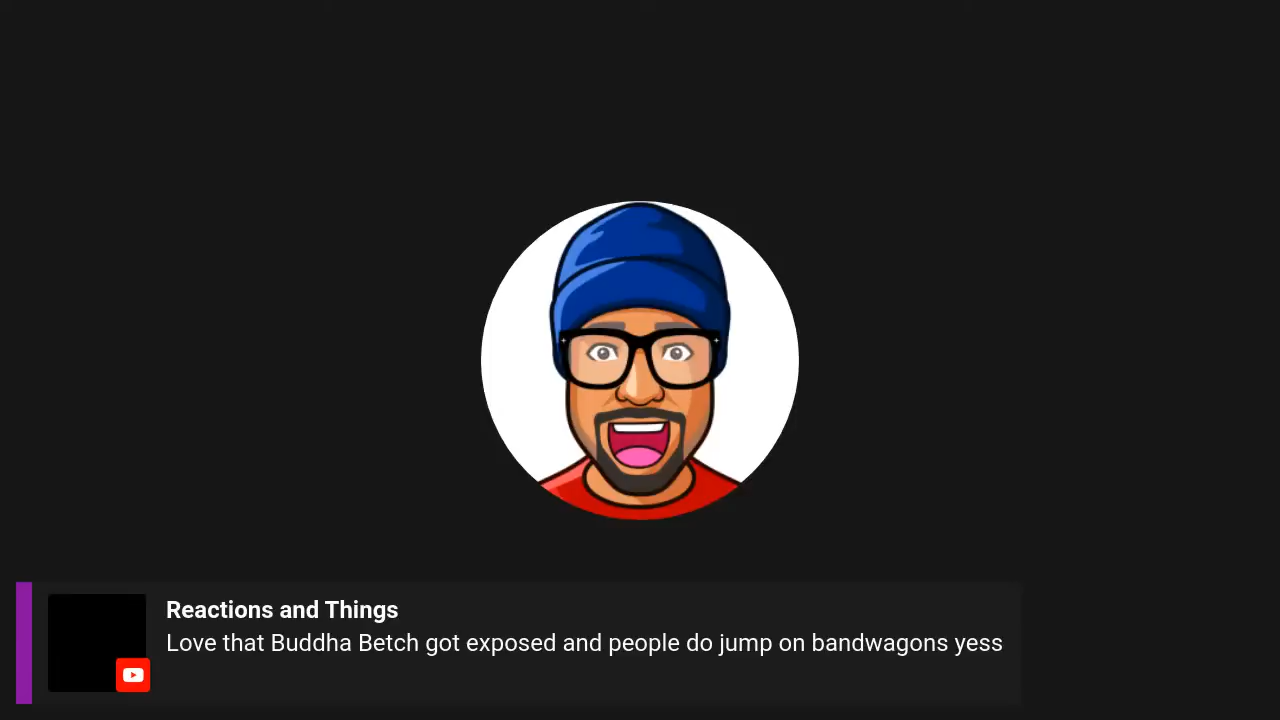 Reactions and Things
Love that Buddha Betch got exposed and people do jump on bandwagons yess